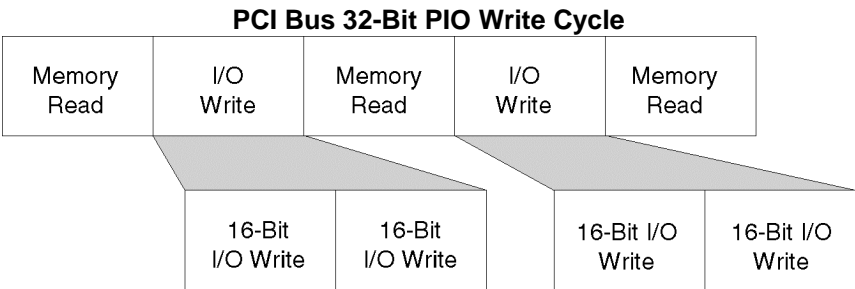 PCI Bus 32-Bit PIO Write Cycle
Memory
Read
I/O
Write
Memory
Read
I/O
Write
Memory
Read
16-Bit
I/O Write
16-Bit
I/O Write
16-Bit I/O
Write
16-Bit I/O
Write